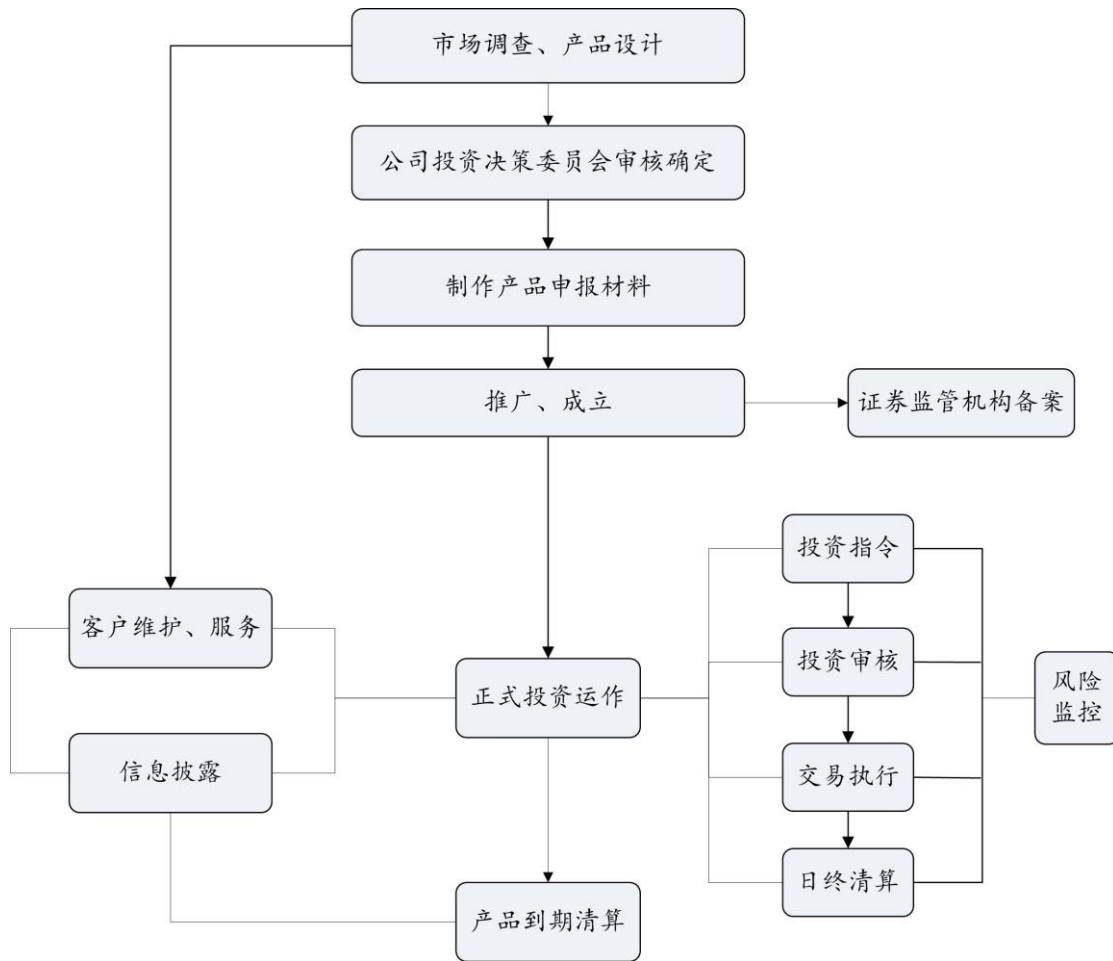 市场调查、产品设计
公司投资决策委员会审核确定
制作产品申报材料
推广、成立
证券监管机构备案
投资指令
客户维护、服务
投资审核
正式投资运作
风险
监控
信息披露
交易执行
日终清算
产品到期清算